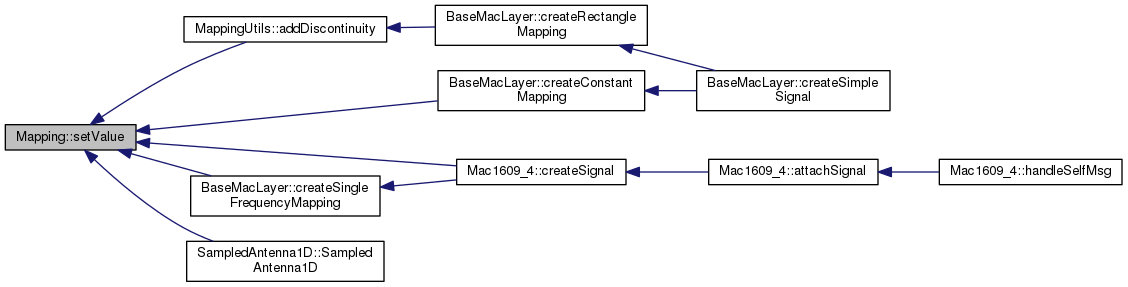 MappingUtils::addDiscontinuity
BaseMacLayer::createRectangle
Mapping
BaseMacLayer::createConstant
Mapping
BaseMacLayer::createSimple
Signal
Mapping::setValue
Mac1609_4::createSignal
Mac1609_4::attachSignal
Mac1609_4::handleSelfMsg
BaseMacLayer::createSingle
FrequencyMapping
SampledAntenna1D::Sampled
Antenna1D